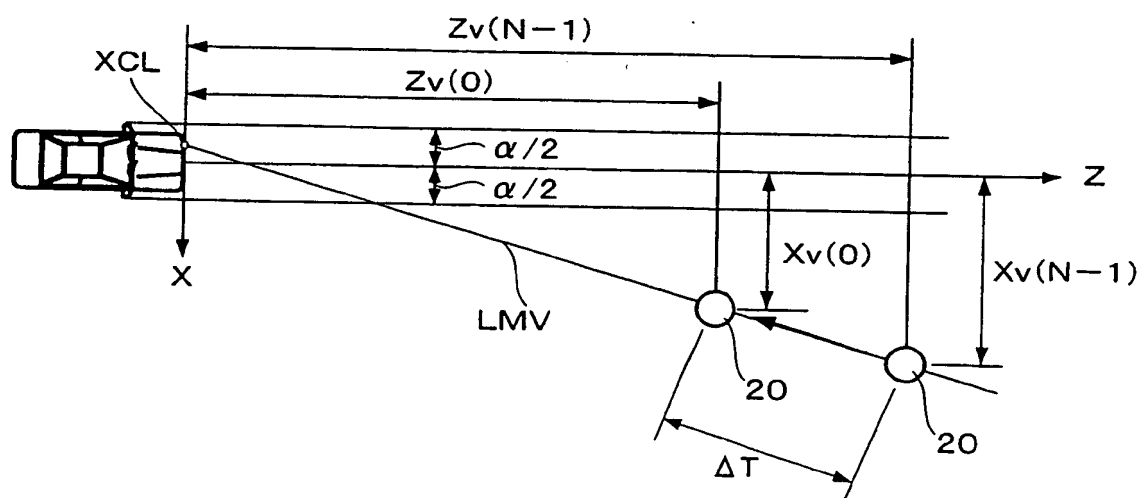 Zv(N-1)
XCL
Zv(0)
α/2
α/2
Z
X
Xv(0)
Xv(N-1)
LMV
20
20
ΔT